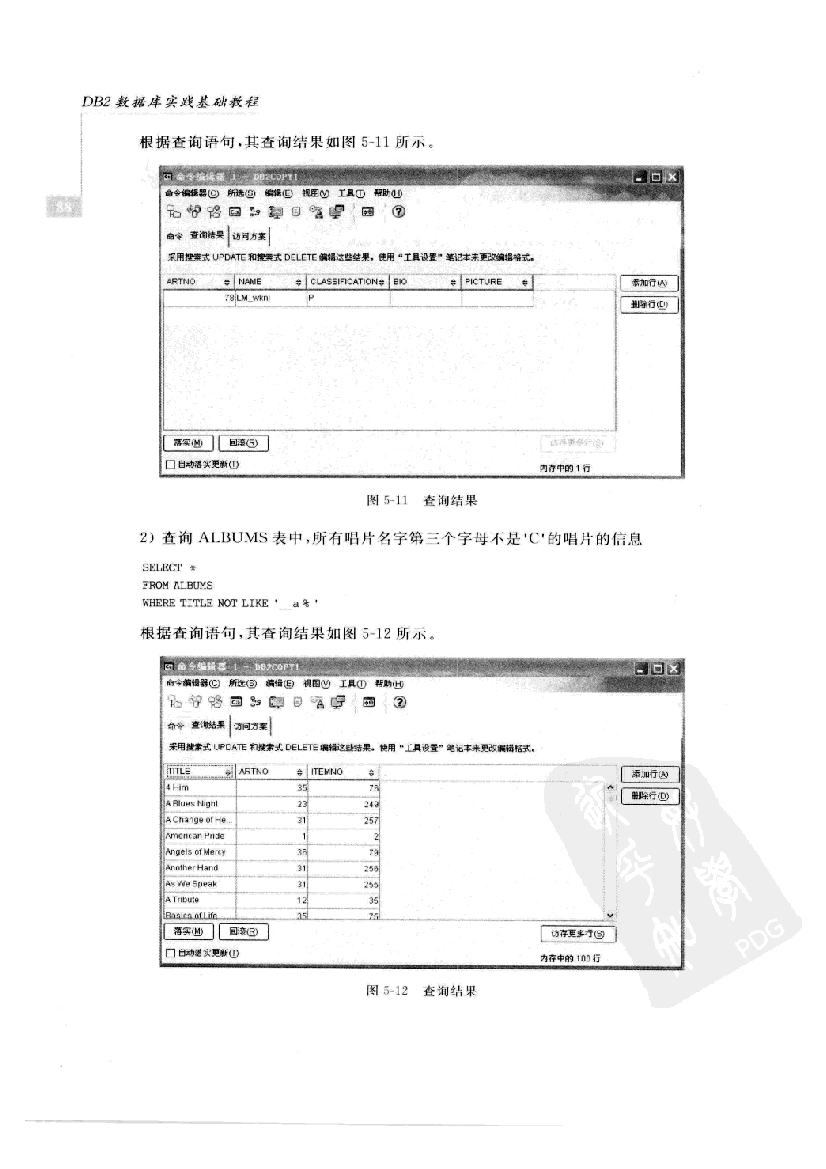 DB2 数据库实践基础教程
88
根据查询语句,其查询结果如图 5-11 所示。
命令编辑器 1 - DB2COPY1
命令编辑器(C) 所选(S) 编辑(E) 视图(V) 工具(T) 帮助(H)
命令 查询结果 访问方案
采用搜索式 UPDATE 和搜索式 DELETE 编辑这些结果。使用“工具设置”笔记本来更改编辑格式。
ARTNO NAME CLASSIFICATION BIO PICTURE
78 LM_wknl P
添加行(A)
删除行(D)
落实(M) 回滚(R) 访存更多行(S)
自动落实更新(I) 内存中的 1 行
图 5-11 查询结果
2) 查询 ALBUMS 表中,所有唱片名字第三个字母不是'C'的唱片的信息
SELECT *
FROM ALBUMS
WHERE TITLE NOT LIKE '__a%'
根据查询语句,其查询结果如图 5-12 所示。
命令编辑器 1 - DB2COPY1
命令编辑器(C) 所选(S) 编辑(E) 视图(V) 工具(T) 帮助(H)
命令 查询结果 访问方案
采用搜索式 UPDATE 和搜索式 DELETE 编辑这些结果。使用“工具设置”笔记本来更改编辑格式。
TITLE ARTNO ITEMNO
4 Him 35 78
A Blues Night 23 249
A Change of He... 31 257
American Pride 1 2
Angels of Mercy 38 79
Another Hand 31 256
As We Speak 31 255
A Tribute 12 35
Basics of Life 35 75
添加行(A)
删除行(D)
落实(M) 回滚(R) 访存更多行(S)
自动落实更新(I) 内存中的 100 行
图 5-12 查询结果
PDG